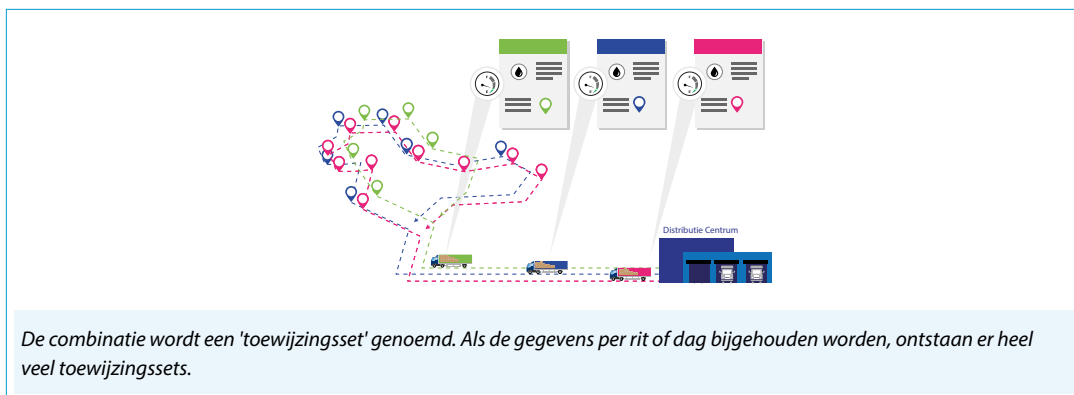 Distributie Centrum
De combinatie wordt een 'toewijzingsset' genoemd. Als de gegevens per rit of dag bijgehouden worden, ontstaan er heel
veel toewijzingssets.